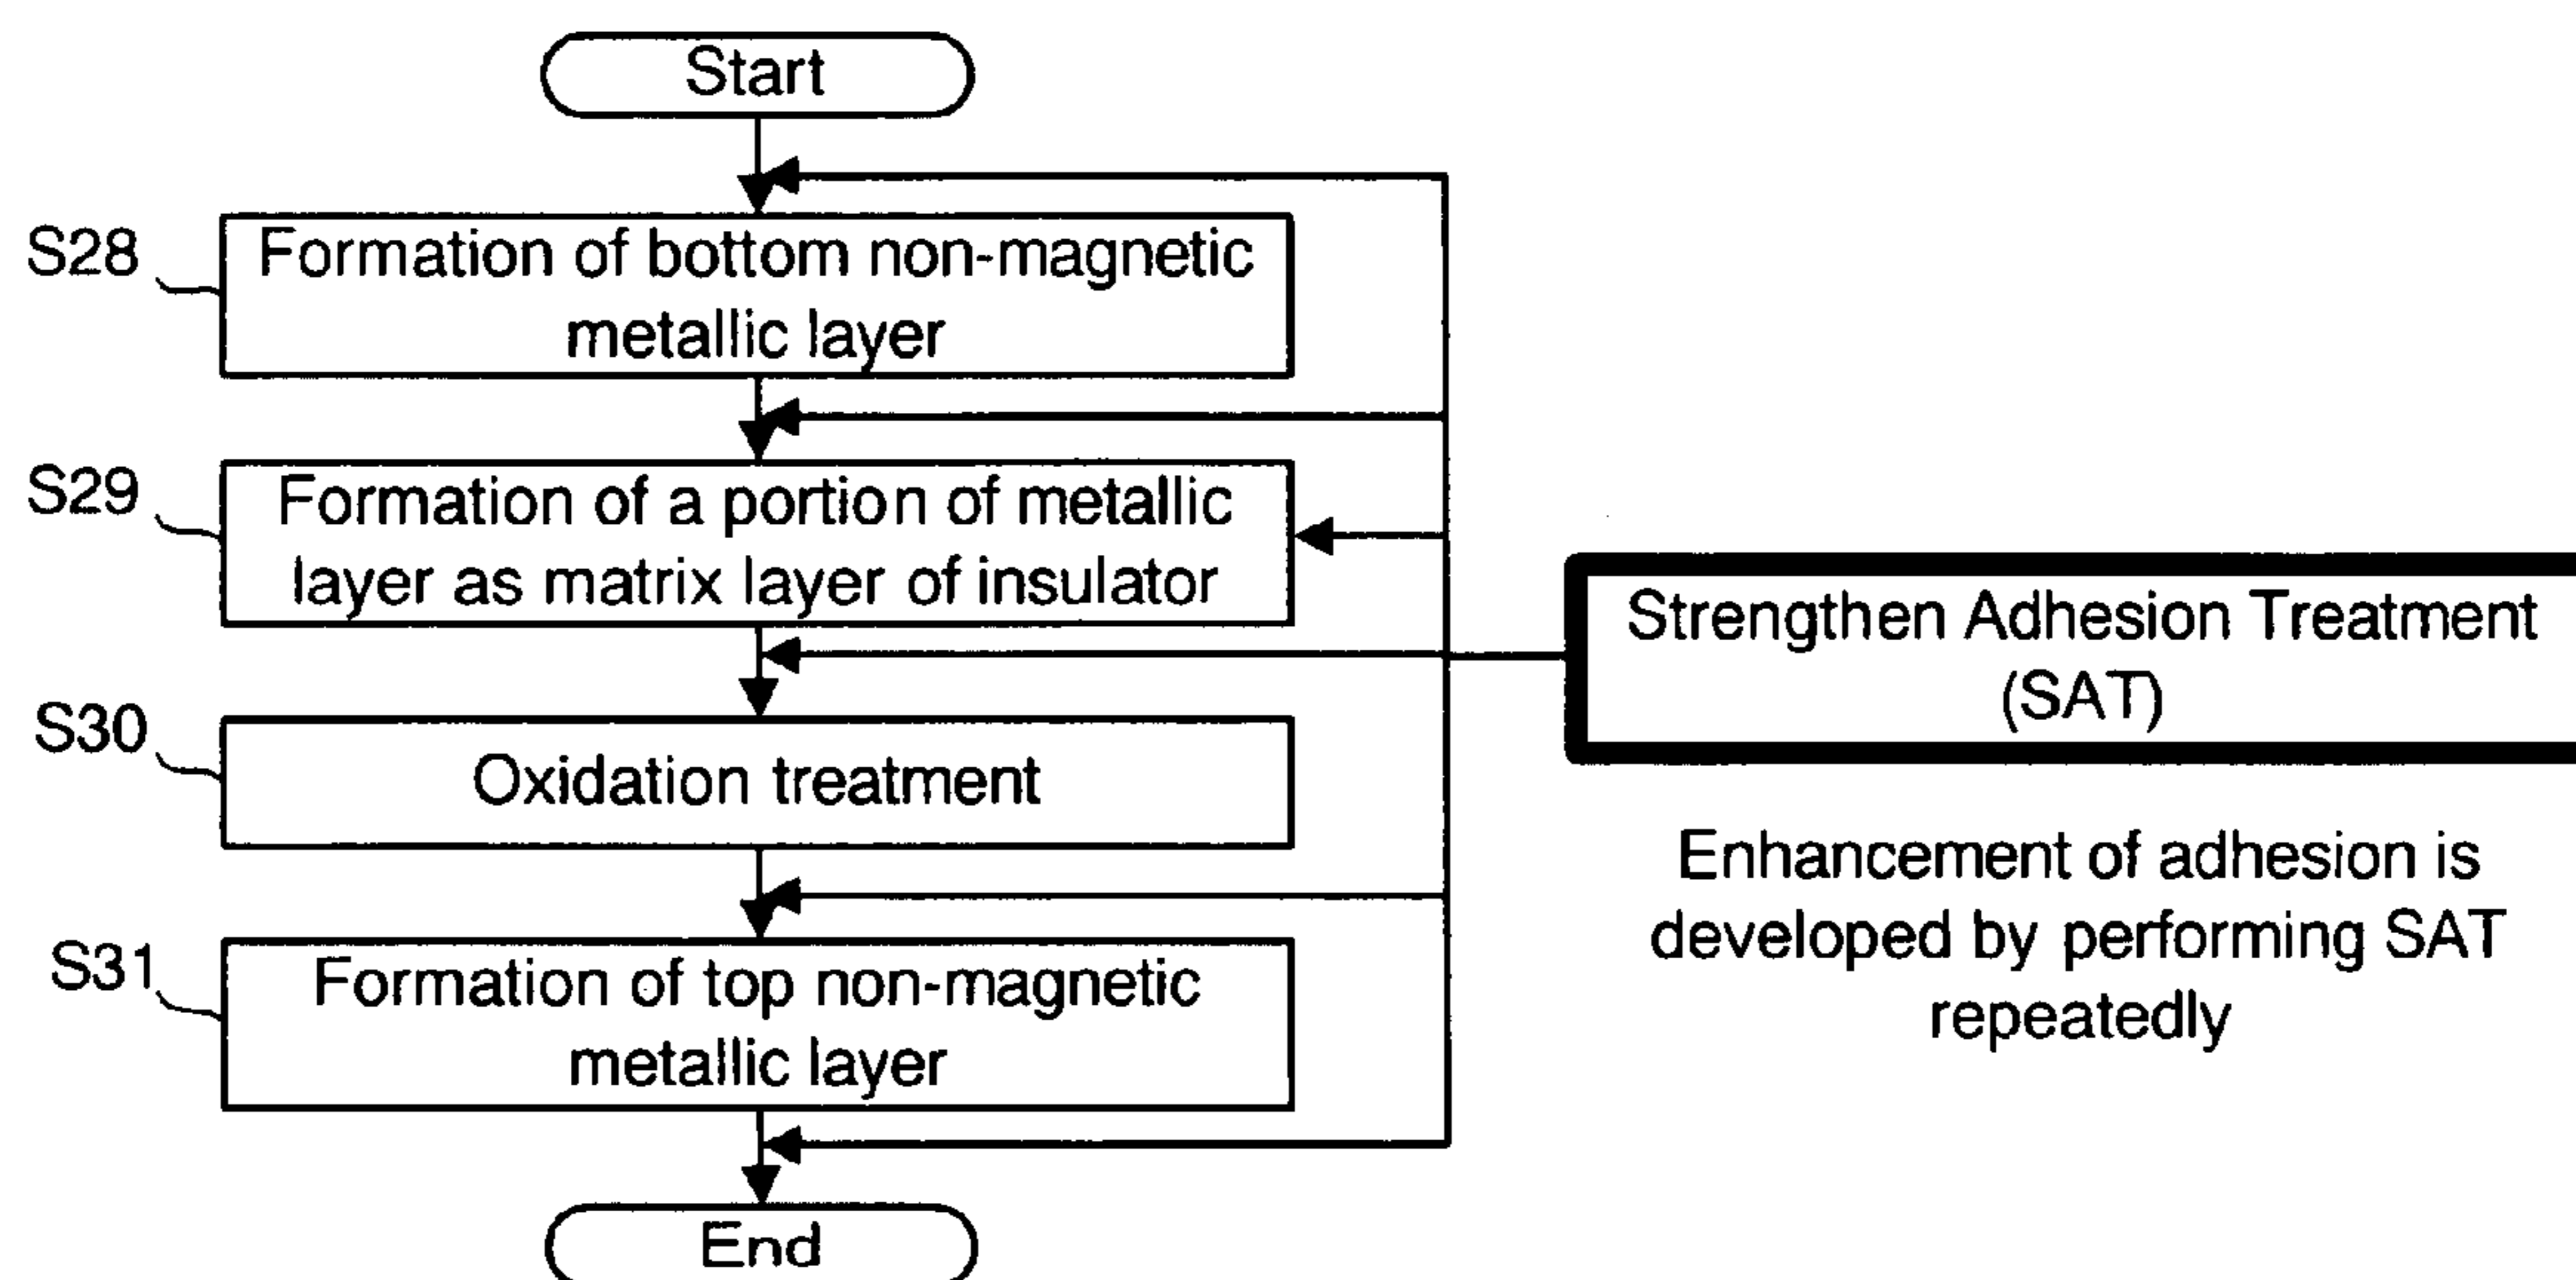 Start
S28
Formation of bottom non-magnetic
metallic layer
S29
Formation of a portion of metallic
layer as matrix layer of insulator
S30
Oxidation treatment
S31
Formation of top non-magnetic
metallic layer
End
Strengthen Adhesion Treatment
(SAT)
Enhancement of adhesion is
developed by performing SAT
repeatedly